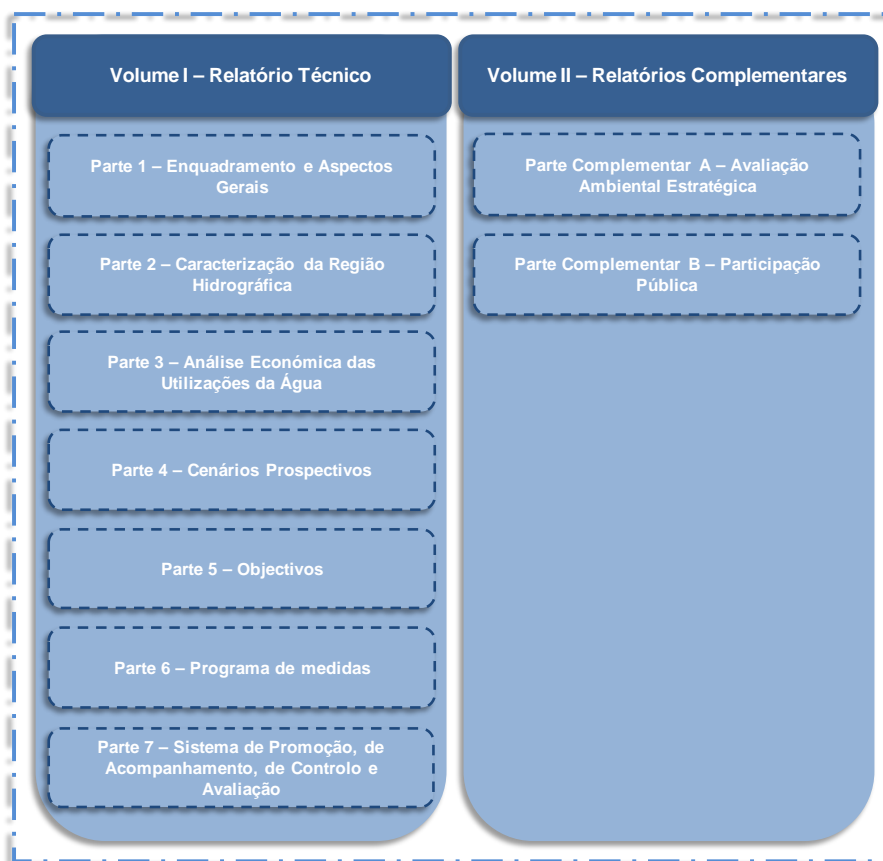 Volume I – Relatório Técnico
Parte 1 – Enquadramento e Aspectos
Gerais
Parte 2 – Caracterização da Região
Hidrográfica
Parte 3 – Análise Económica das
Utilizações da Água
Parte 4 – Cenários Prospectivos
Parte 5 – Objectivos
Parte 6 – Programa de medidas
Parte 7 – Sistema de Promoção, de
Acompanhamento, de Controlo e
Avaliação
Volume II – Relatórios Complementares
Parte Complementar A – Avaliação
Ambiental Estratégica
Parte Complementar B – Participação
Pública